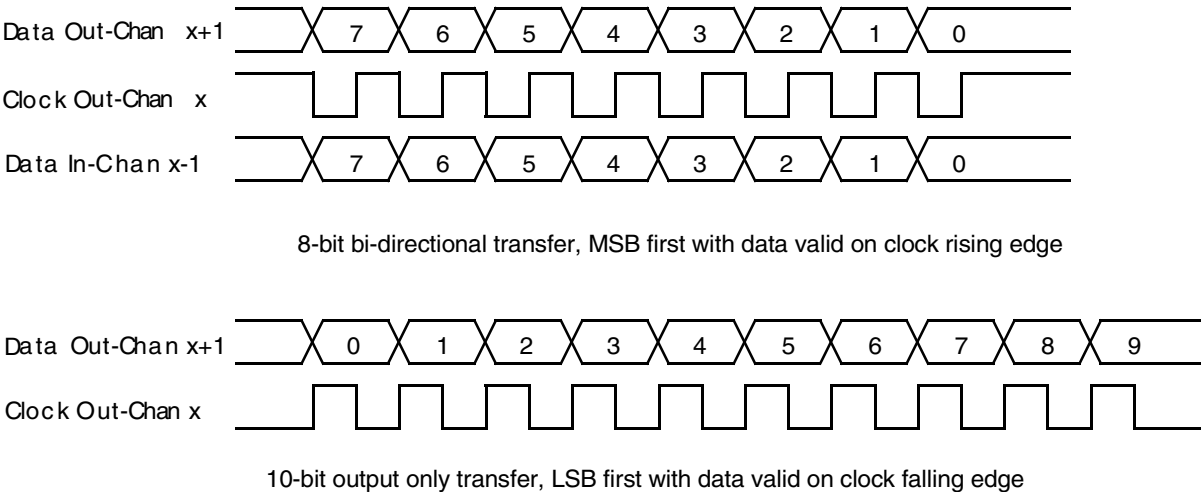 Data Out-Chan x+1 7 6 5 4 3 2 1 0
Clock Out-Chan x
Data In-Chan x-1 7 6 5 4 3 2 1 0
8-bit bi-directional transfer, MSB first with data valid on clock rising edge
Data Out-Chan x+1 0 1 2 3 4 5 6 7 8 9
Clock Out-Chan x
10-bit output only transfer, LSB first with data valid on clock falling edge